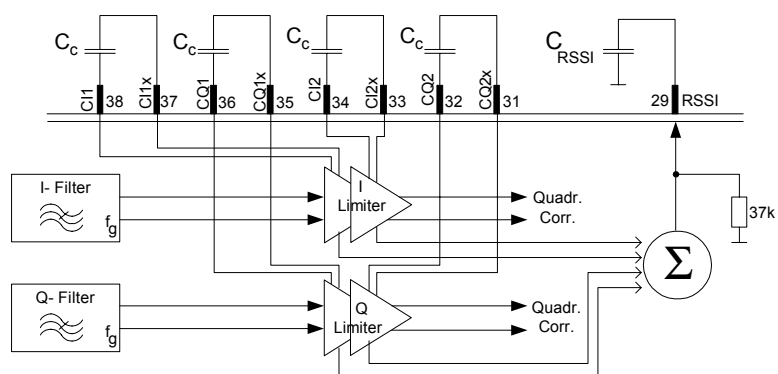 Cc
Cc
Cc
Cc
CRSSI
CI1
38
CI1x
37
CQ1
36
CQ1x
35
CI2
34
CI2x
33
CQ2
32
CQ2x
31
29
RSSI
I- Filter
fg
I
Limiter
Quadr.
Corr.
37k
Σ
Q- Filter
fg
Q
Limiter
Quadr.
Corr.